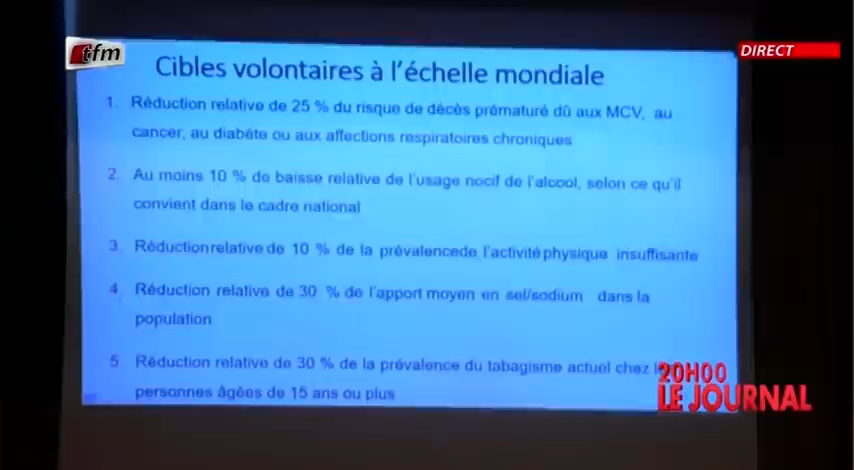 tfm
DIRECT
Cibles volontaires à l'échelle mondiale
1. Réduction relative de 25 % du risque de décès prématuré dû aux MCV, au
cancer, au diabète ou aux affections respiratoires chroniques
2. Au moins 10 % de baisse relative de l'usage nocif de l'alcool, selon ce qu'il
convient dans le cadre national
3. Réductionrelative de 10 % de la prévalencede l'activité physique insuffisante
4 Réduction relative de 30 % de l'apport moyen en sel/sodium dans la
population
5 Réduction relative de 30 % de la prévalence du tabagisme actuel chez
personnes âgées de 15 ans ou plus
20H00
LE JOURNAL